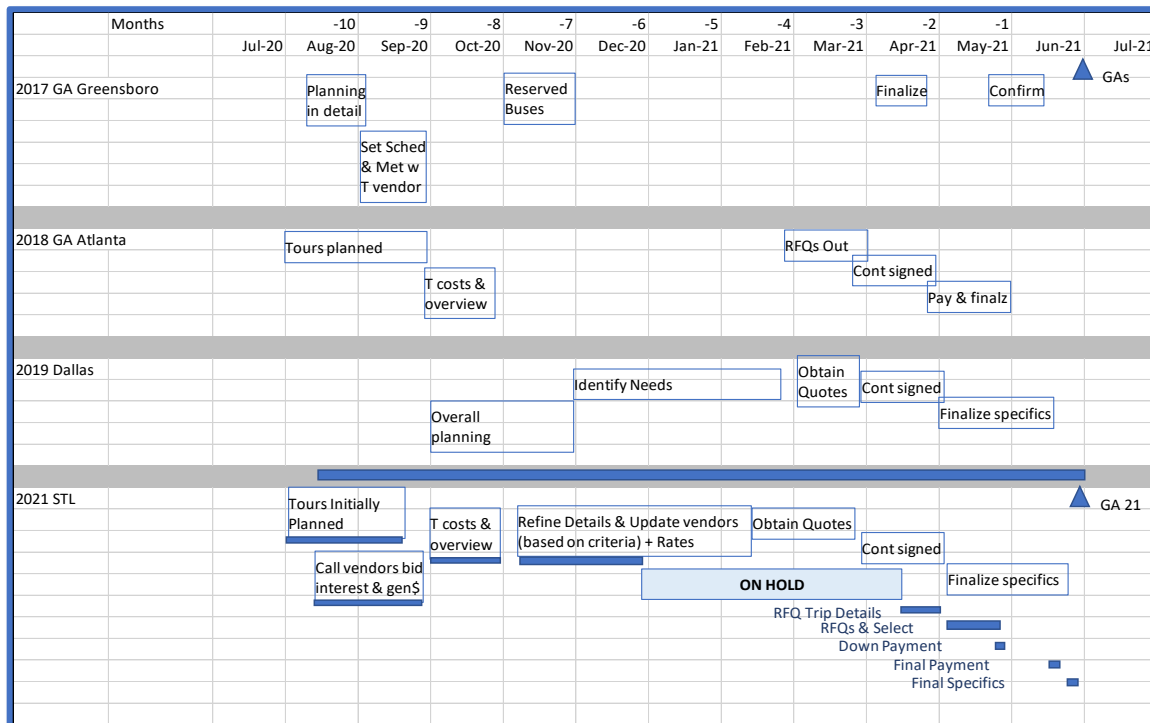 Months -10 -9 -8 -7 -6 -5 -4 -3 -2 -1
Jul-20 Aug-20 Sep-20 Oct-20 Nov-20 Dec-20 Jan-21 Feb-21 Mar-21 Apr-21 May-21 Jun-21 Jul-21
GAs
2017 GA Greensboro
Planning
in detail
Reserved
Buses
Finalize
Confirm
Set Sched
& Met w
T vendor
2018 GA Atlanta
Tours planned
RFQs Out
T costs &
overview
Cont signed
Pay & finalz
2019 Dallas
Identify Needs
Obtain
Quotes
Cont signed
Overall
planning
Finalize specifics
2021 STL
GA 21
Tours Initially
Planned
T costs &
overview
Refine Details & Update vendors
(based on criteria) + Rates
Obtain Quotes
Cont signed
Call vendors bid
interest & gen$
ON HOLD
Finalize specifics
RFQ Trip Details
RFQs & Select
Down Payment
Final Payment
Final Specifics